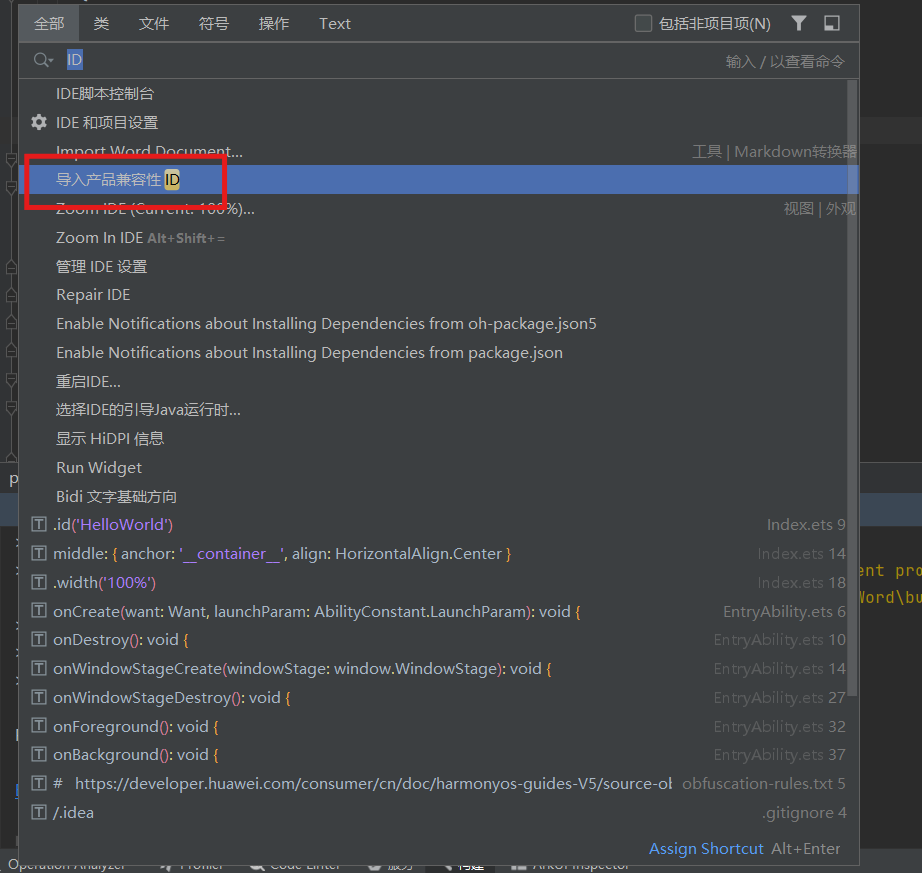 全部 类 文件 符号 操作 Text 包括非项目项(N)
ID 输入 / 以查看命令
IDE脚本控制台
IDE 和项目设置
Import Word Document... 工具 | Markdown转换器
导入产品兼容性 ID
Zoom IDE (Current: 100%)... 视图 | 外观
Zoom In IDE Alt+Shift+=
管理 IDE 设置
Repair IDE
Enable Notifications about Installing Dependencies from oh-package.json5
Enable Notifications about Installing Dependencies from package.json
重启IDE...
选择IDE的引导Java运行时...
显示 HiDPI 信息
Run Widget
Bidi 文字基础方向
.id('HelloWorld') Index.ets 9
middle: { anchor: '__container__', align: HorizontalAlign.Center } Index.ets 14
ent pro
.width('100%') Index.ets 18
Word\bu
onCreate(want: Want, launchParam: AbilityConstant.LaunchParam): void { EntryAbility.ets 6
onDestroy(): void { EntryAbility.ets 10
onWindowStageCreate(windowStage: window.WindowStage): void { EntryAbility.ets 14
onWindowStageDestroy(): void { EntryAbility.ets 27
onForeground(): void { EntryAbility.ets 32
onBackground(): void { EntryAbility.ets 37
# https://developer.huawei.com/consumer/cn/doc/harmonyos-guides-V5/source-ob obfuscation-rules.txt 5
/.idea .gitignore 4
Assign Shortcut Alt+Enter
Operation Analyzer Profiler Code Linter 服务 构建 ArkUI Inspector